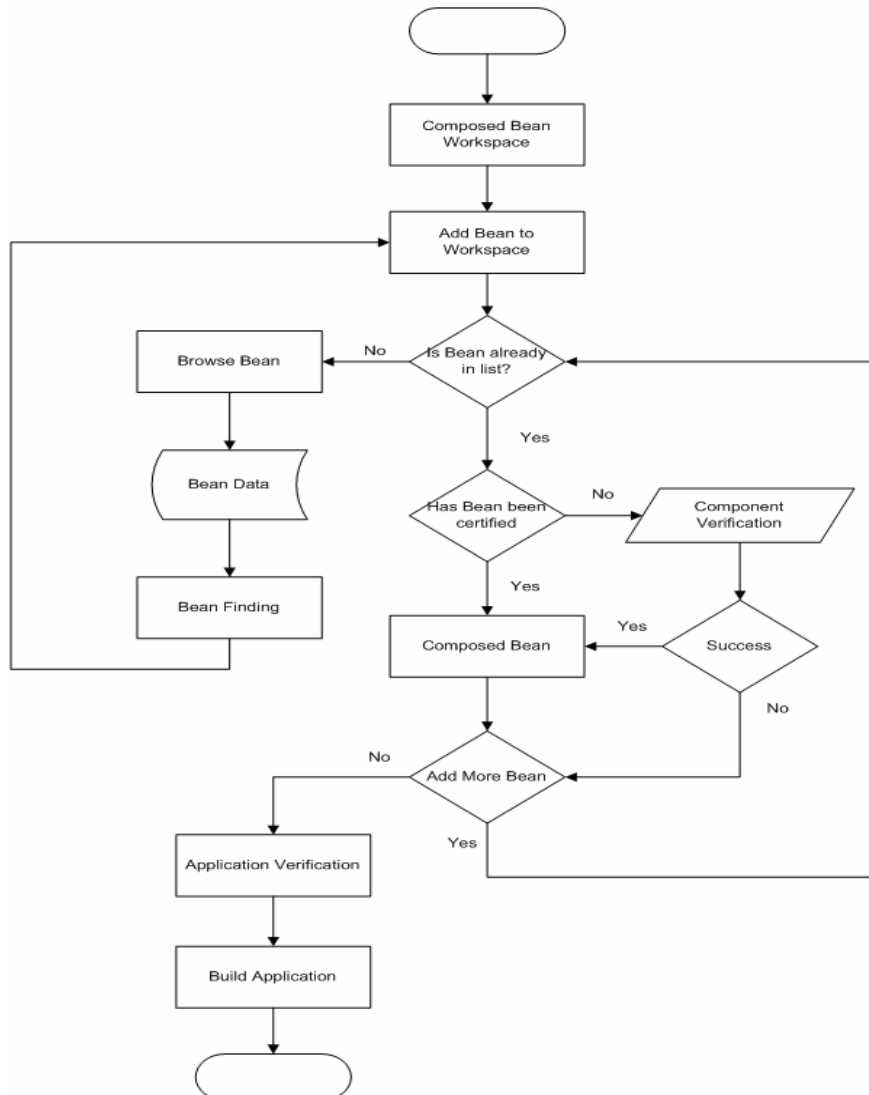 Composed Bean
Workspace
Add Bean to
Workspace
Browse Bean
No
Is Bean already
in list?
Yes
Bean Data
Has Bean been
certified
No
Component
Verification
Yes
Bean Finding
Composed Bean
Yes
Success
No
No
Add More Bean
Yes
Application Verification
Build Application